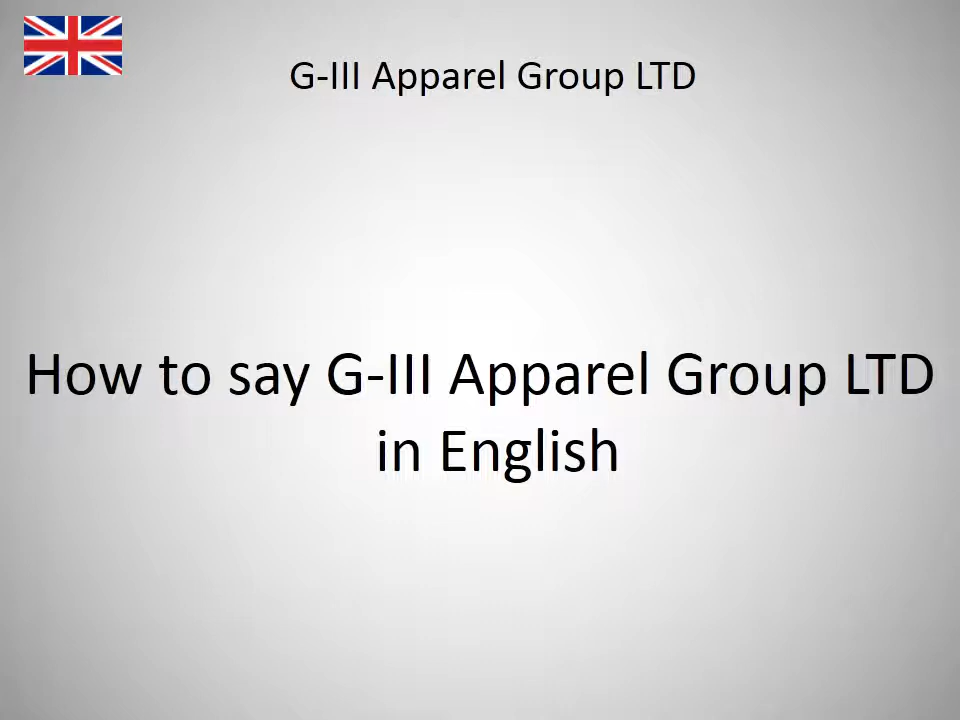 G-III Apparel Group LTD
How to say G-III Apparel Group LTD
in English